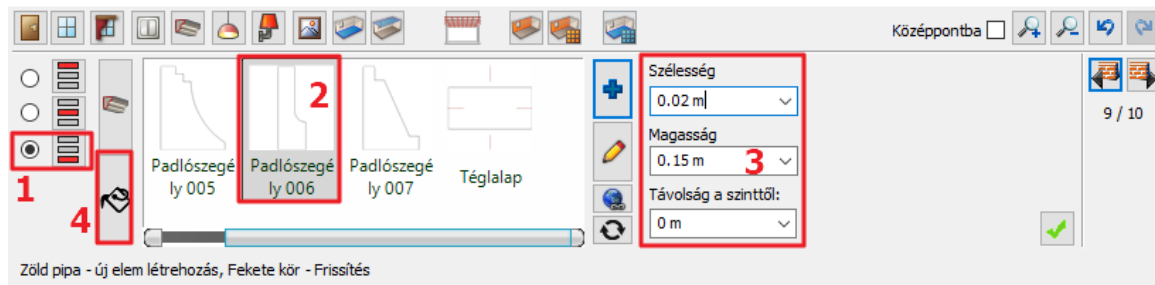 Középpontba
1
4
Padlószegé
ly 005
2
Padlószegé
ly 006
Padlószegé
ly 007
Téglalap
Szélesség
0.02 m
Magasság
0.15 m
3
Távolság a szinttől:
0 m
9 / 10
Zöld pipa - új elem létrehozás, Fekete kör - Frissítés